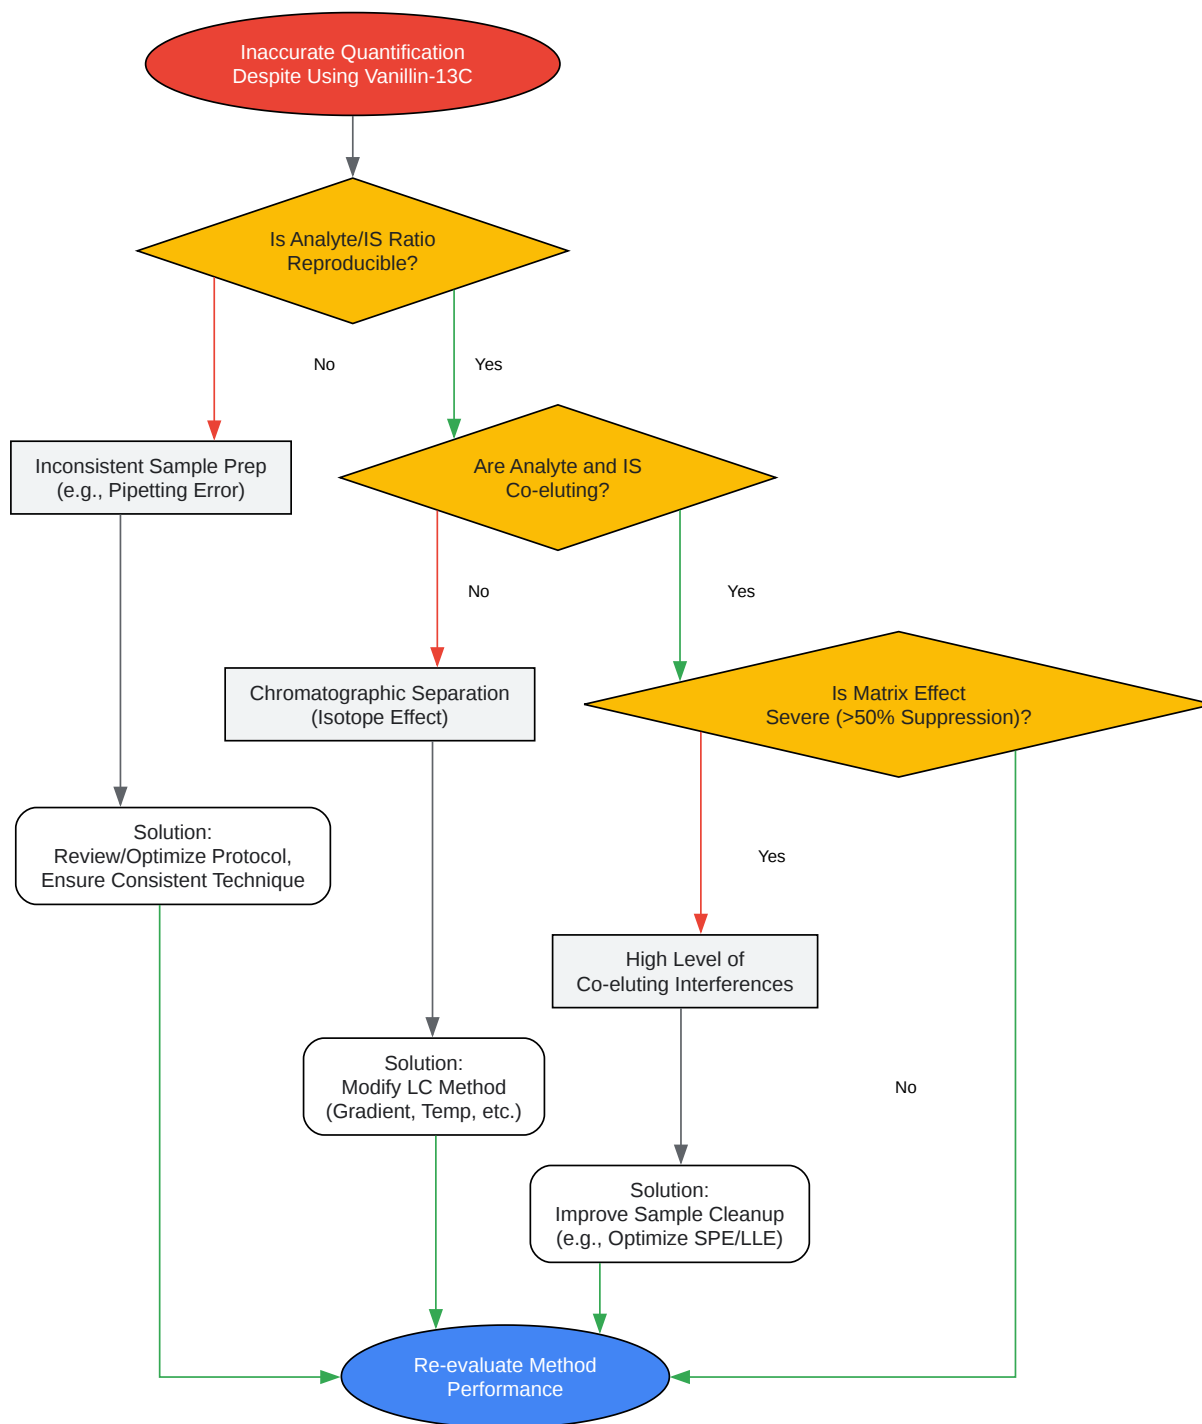 Inaccurate Quantification
Despite Using Vanillin-13C
Is Analyte/IS Ratio
Reproducible?
No
Yes
Inconsistent Sample Prep
(e.g., Pipetting Error)
Are Analyte and IS
Co-eluting?
No
Yes
Chromatographic Separation
(Isotope Effect)
Is Matrix Effect
Severe (>50% Suppression)?
Solution:
Review/Optimize Protocol,
Ensure Consistent Technique
Yes
High Level of
Co-eluting Interferences
Solution:
Modify LC Method
(Gradient, Temp, etc.)
No
Solution:
Improve Sample Cleanup
(e.g., Optimize SPE/LLE)
Re-evaluate Method
Performance